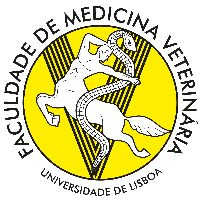 FACULDADE DE MEDICINA VETERINÁRIA
UNIVERSIDADE DE LISBOA